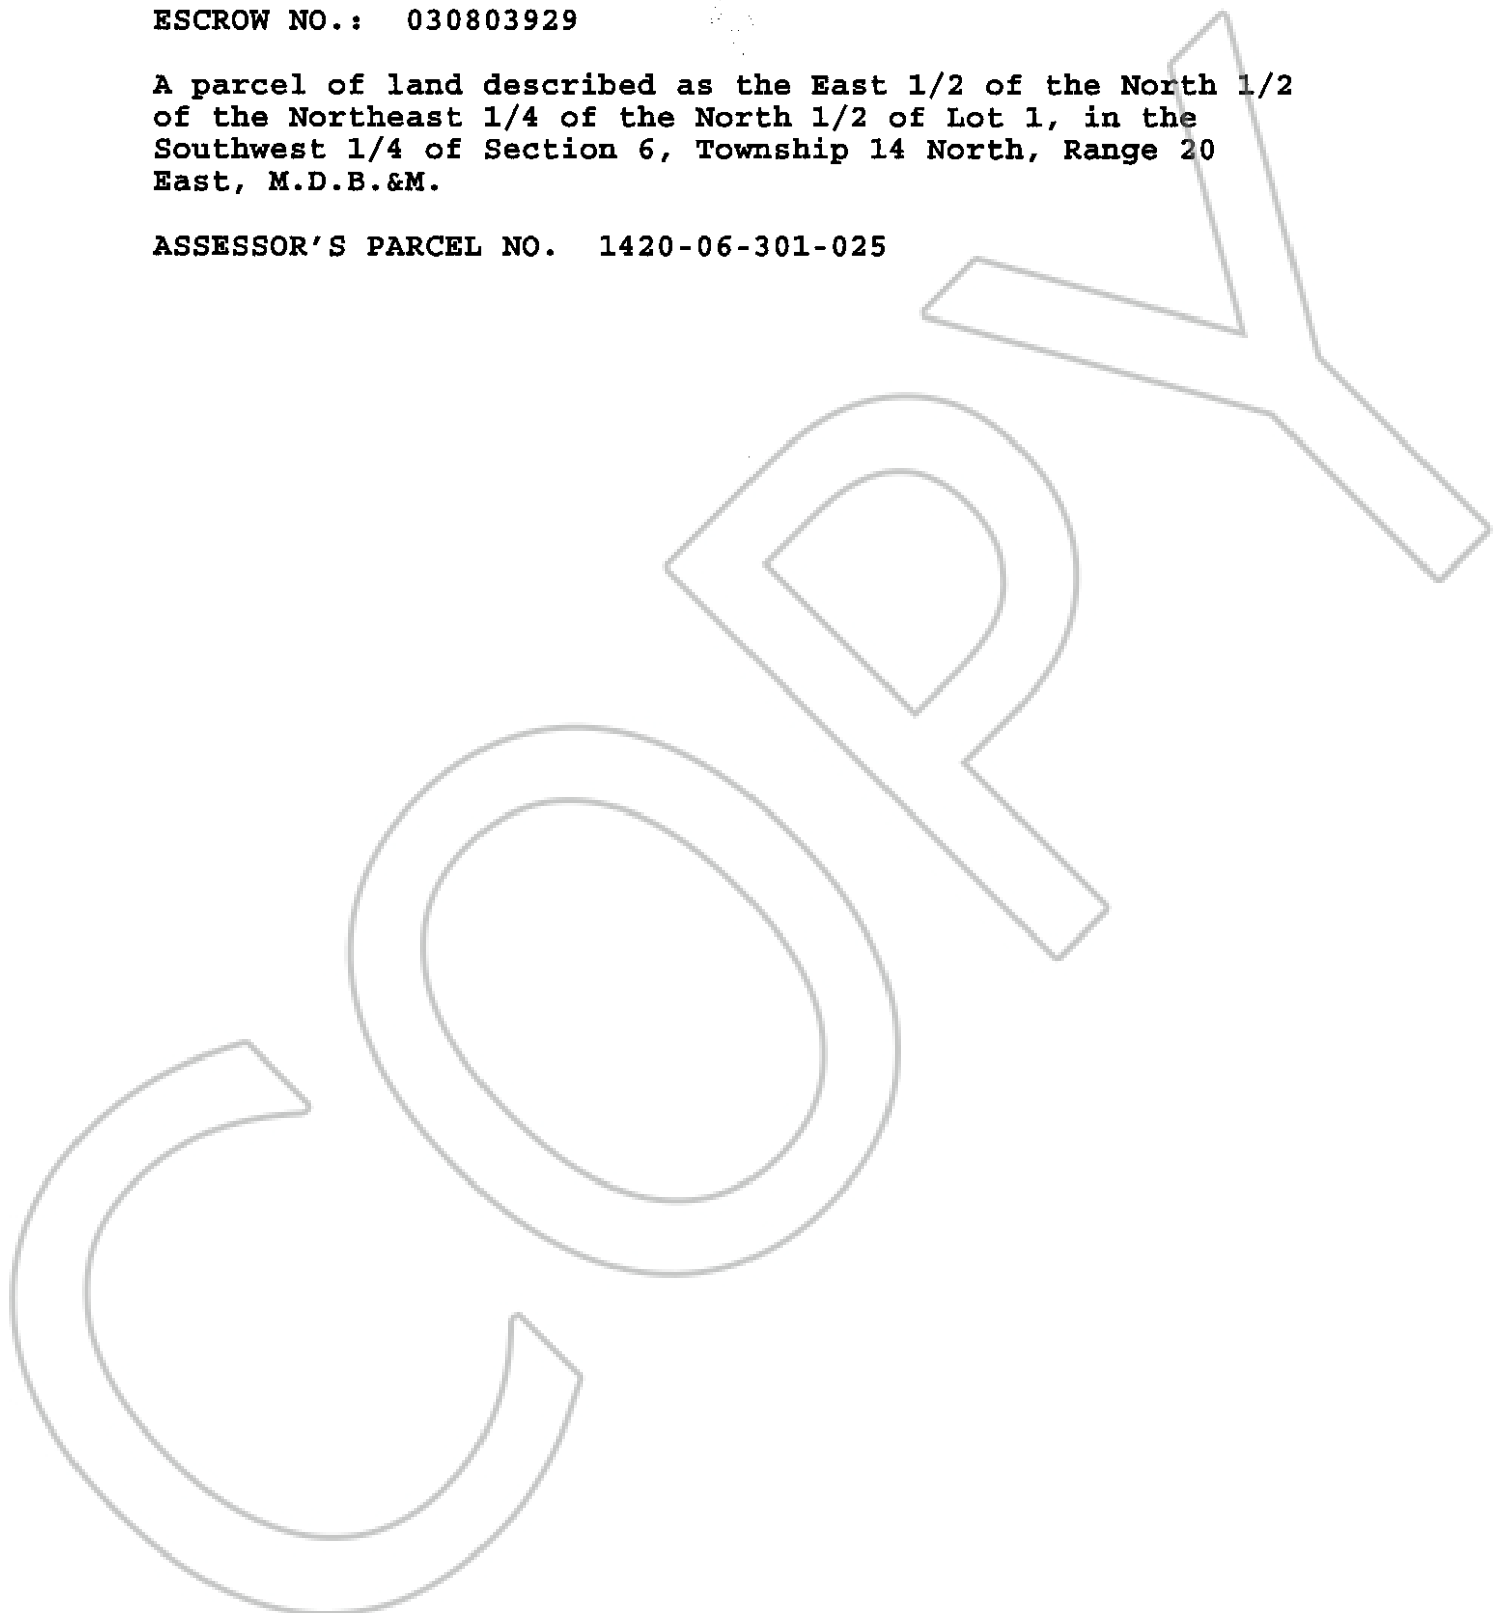 ESCROW NO.: 030803929
A parcel of land described as the East 1/2 of the North 1/2
of the Northeast 1/4 of the North 1/2 of Lot 1, in the
Southwest 1/4 of Section 6, Township 14 North, Range 20
East, M.D.B.&M.
ASSESSOR'S PARCEL NO. 1420-06-301-025
COPY